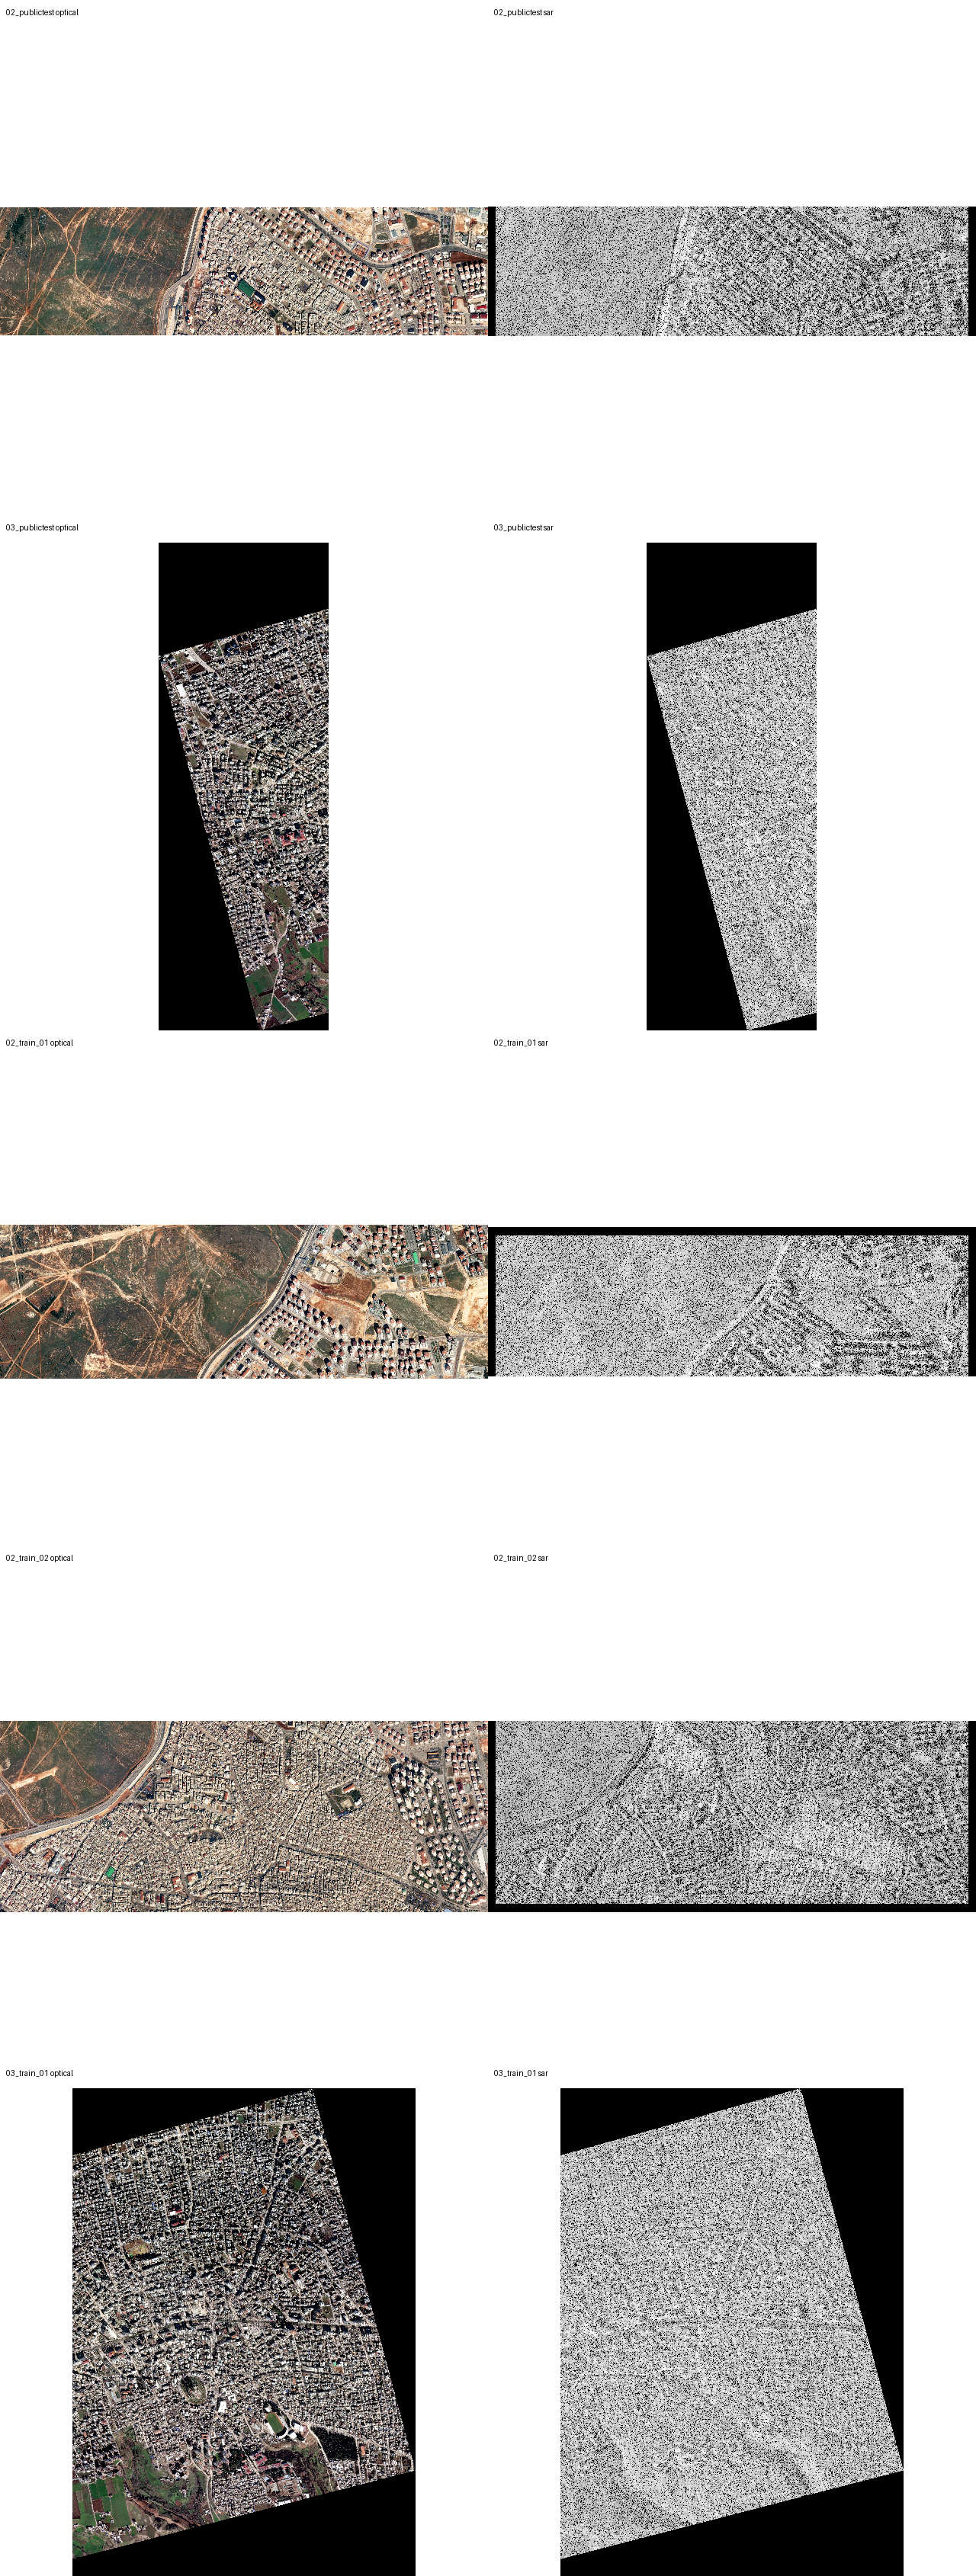 02_publictest optical
02_publictest sar
03_publictest optical
03_publictest sar
02_train_01 optical
02_train_01 sar
02_train_02 optical
02_train_02 sar
03_train_01 optical
03_train_01 sar